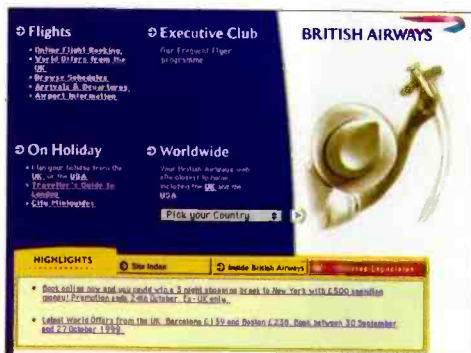 Flights
• Online Flight Booking,
• World Offers from the
UK
• Browse Schedules
• Arrivals & Departures
• Airport Information
Executive Club
Our Frequent Flyer
programme
BRITISH AIRWAYS
On Holiday
• Plan your holiday from the
UK, or the USA
• Traveller's Guide to
London
• City Miniguides
Worldwide
Your British Airways web
site closest to home
including the UK and the
USA
Pick your Country
HIGHLIGHTS
Site Index
Inside British Airways
• Book online now and you could win a 3 night shopping break to New York with £500 spending
money! Promotion ends 24th October. Ex-UK only.
• Latest World Offers from the UK. Barcelona £159 and Boston £238. Book between 30 September
and 27 October 1999.